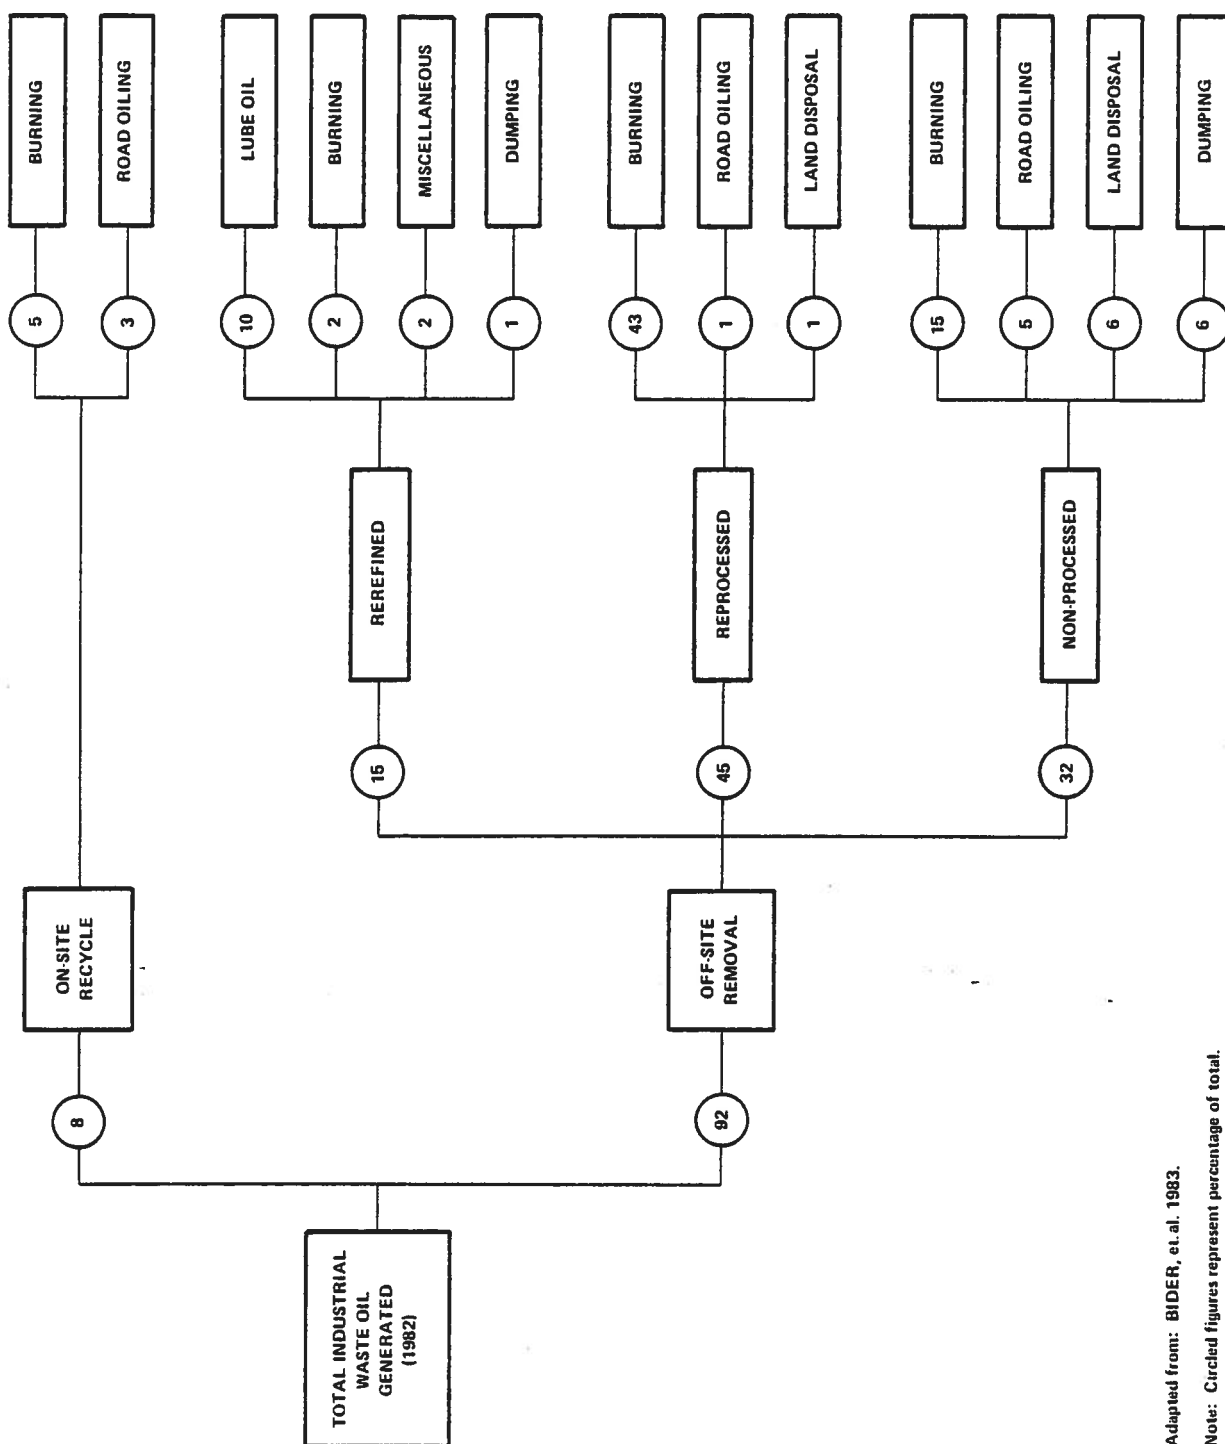 TOTAL INDUSTRIAL
WASTE OIL
GENERATED
(1982)
8
ON-SITE
RECYCLE
5
BURNING
3
ROAD OILING
92
OFF-SITE
REMOVAL
15
REREFINED
10
LUBE OIL
2
BURNING
2
MISCELLANEOUS
1
DUMPING
45
REPROCESSED
43
BURNING
1
ROAD OILING
1
LAND DISPOSAL
32
NON-PROCESSED
15
BURNING
5
ROAD OILING
6
LAND DISPOSAL
6
DUMPING
Adapted from: BIDER, et.al. 1983.
Note: Circled figures represent percentage of total.